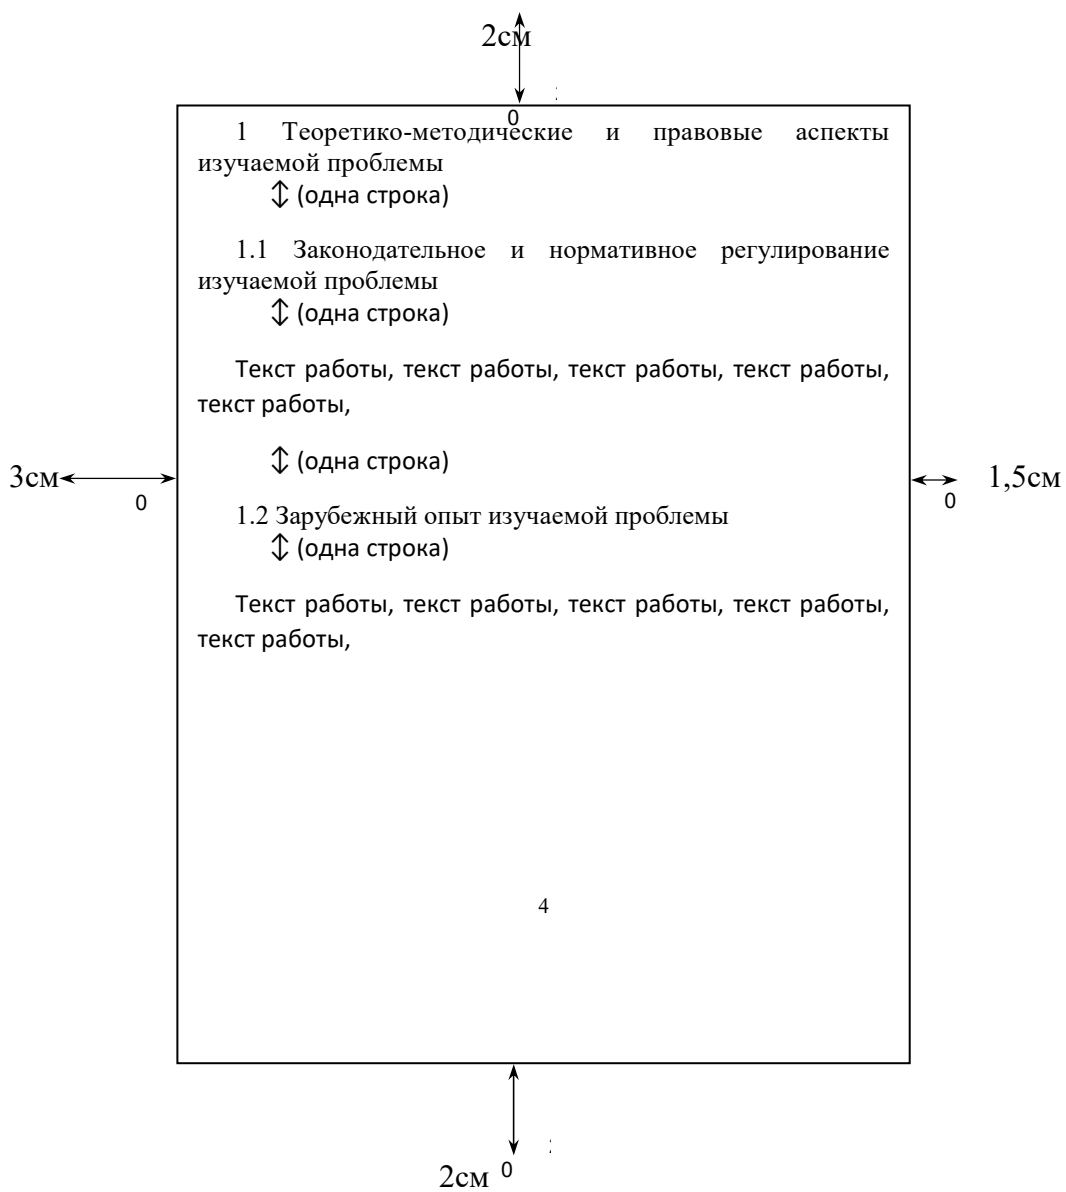 2см
0
1 Теоретико-методические и правовые аспекты
изучаемой проблемы
↕ (одна строка)
1.1 Законодательное и нормативное регулирование
изучаемой проблемы
↕ (одна строка)
Текст работы, текст работы, текст работы, текст работы,
текст работы,
↕ (одна строка)
3см
0
1,5см
0
1.2 Зарубежный опыт изучаемой проблемы
↕ (одна строка)
Текст работы, текст работы, текст работы, текст работы,
текст работы,
4
2см 0